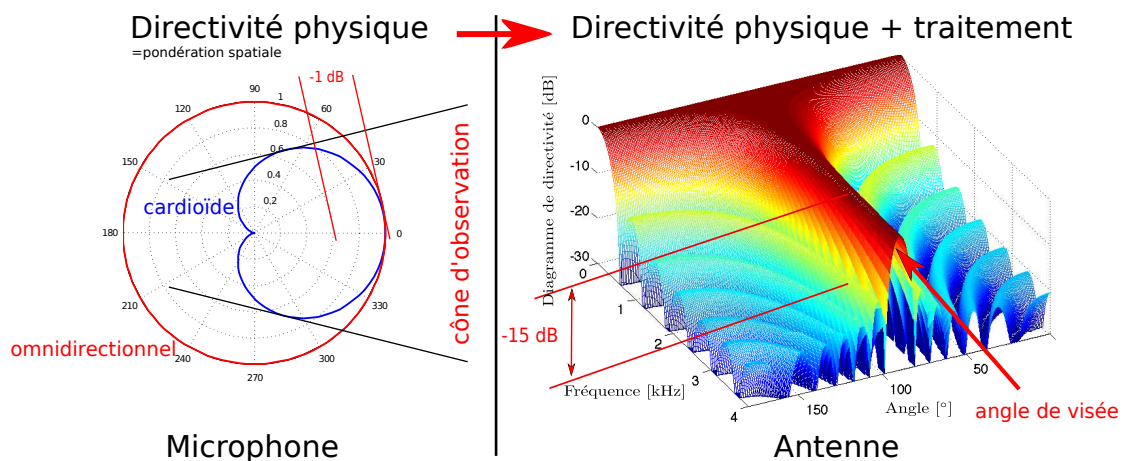 Directivité physique
=pondération spatiale
Directivité physique + traitement
-1 dB
90
1
120
60
0.8
150
0.6
30
0.4
0.2
cardioïde
180
0
210
330
omnidirectionnel
240
300
270
cône d'observation
Microphone
Diagramme de directivité [dB]
0
-10
-20
-30
0
1
2
3
4
Fréquence [kHz]
-15 dB
150
100
50
Angle [°]
angle de visée
Antenne